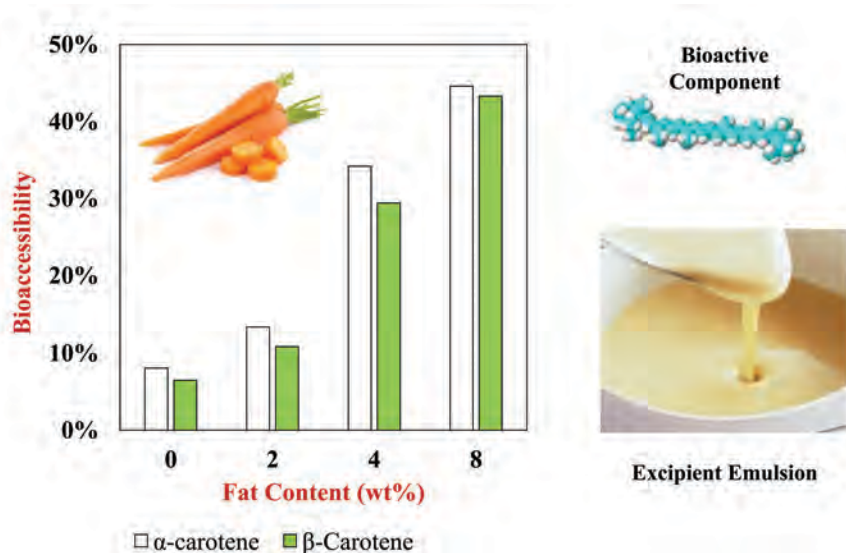 50%
40%
30%
20%
10%
0%
Bioaccessibility
0 2 4 8
Fat Content (wt%)
α-carotene β-Carotene
Bioactive
Component
Excipient Emulsion